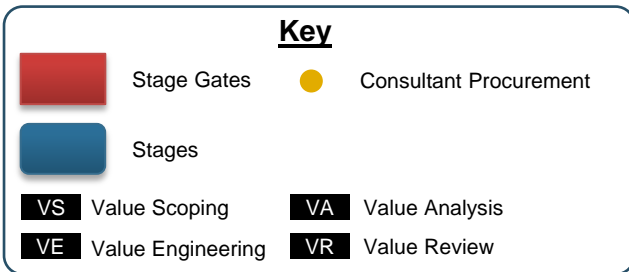 Key
Stage Gates Consultant Procurement
Stages
VS Value Scoping VA Value Analysis
VE Value Engineering VR Value Review